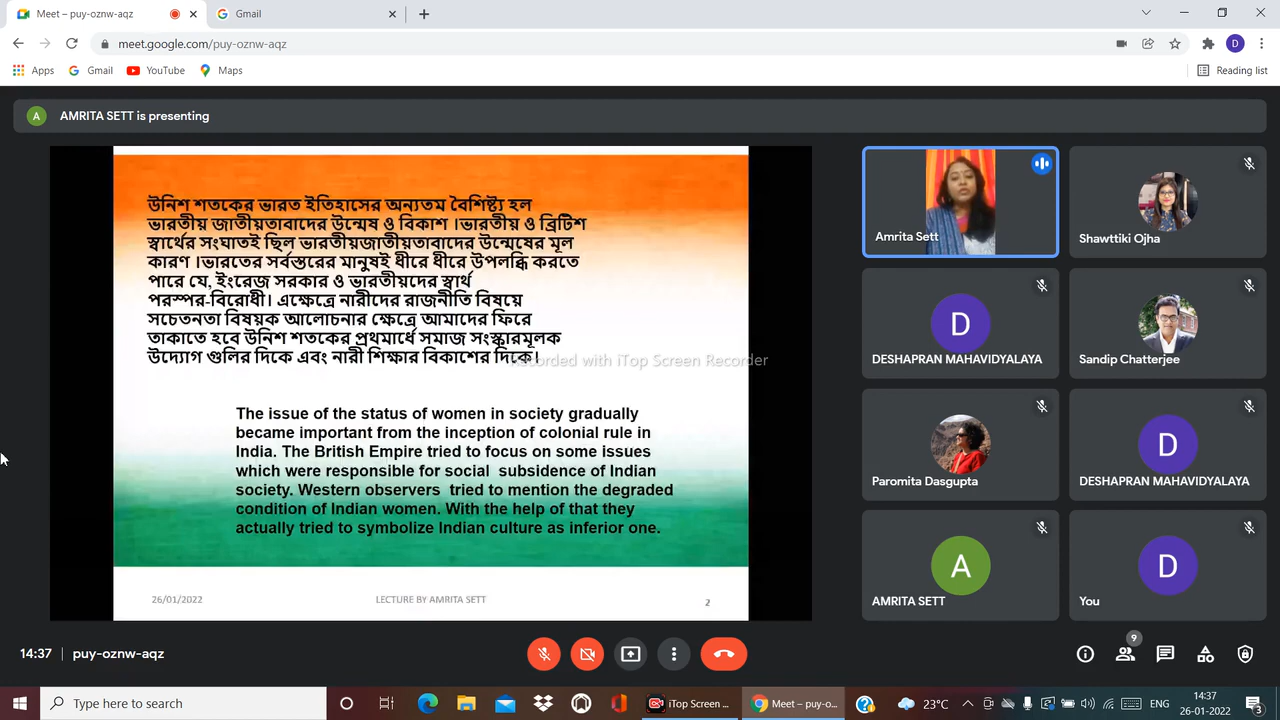 Meet – puy-oznw-aqz
Gmail
meet.google.com/puy-oznw-aqz
Apps
Gmail
YouTube
Maps
Reading list
A
AMRITA SETT is presenting
উনিশ শতকের ভারত ইতিহাসের অন্যতম বৈশিষ্ট্য হল
ভারতীয় জাতীয়তাবাদের উন্মেষ ও বিকাশ ।ভারতীয় ও ব্রিটিশ
স্বার্থের সংঘাতই ছিল ভারতীয়জাতীয়তাবাদের উন্মেষের মূল
কারণ ।ভারতের সর্বস্তরের মানুষই ধীরে ধীরে উপলব্ধি করতে
পারে যে, ইংরেজ সরকার ও ভারতীয়দের স্বার্থ
পরস্পর-বিরোধী। এক্ষেত্রে নারীদের রাজনীতি বিষয়ে
সচেতনতা বিষয়ক আলোচনার ক্ষেত্রে আমাদের ফিরে
তাকাতে হবে উনিশ শতকের প্রথমার্ধে সমাজ সংস্কারমূলক
উদ্যোগ গুলির দিকে এবং নারী শিক্ষার বিকাশের দিকে।
Recorded with iTop Screen Recorder
The issue of the status of women in society gradually
became important from the inception of colonial rule in
India. The British Empire tried to focus on some issues
which were responsible for social subsidence of Indian
society. Western observers tried to mention the degraded
condition of Indian women. With the help of that they
actually tried to symbolize Indian culture as inferior one.
26/01/2022
LECTURE BY AMRITA SETT
2
Amrita Sett
Shawttiki Ojha
D
DESHAPRAN MAHAVIDYALAYA
Sandip Chatterjee
Paromita Dasgupta
D
DESHAPRAN MAHAVIDYALAYA
A
AMRITA SETT
D
You
14:37
puy-oznw-aqz
9
Type here to search
iTop Screen ...
Meet – puy-o...
23°C
ENG
14:37
26-01-2022
3